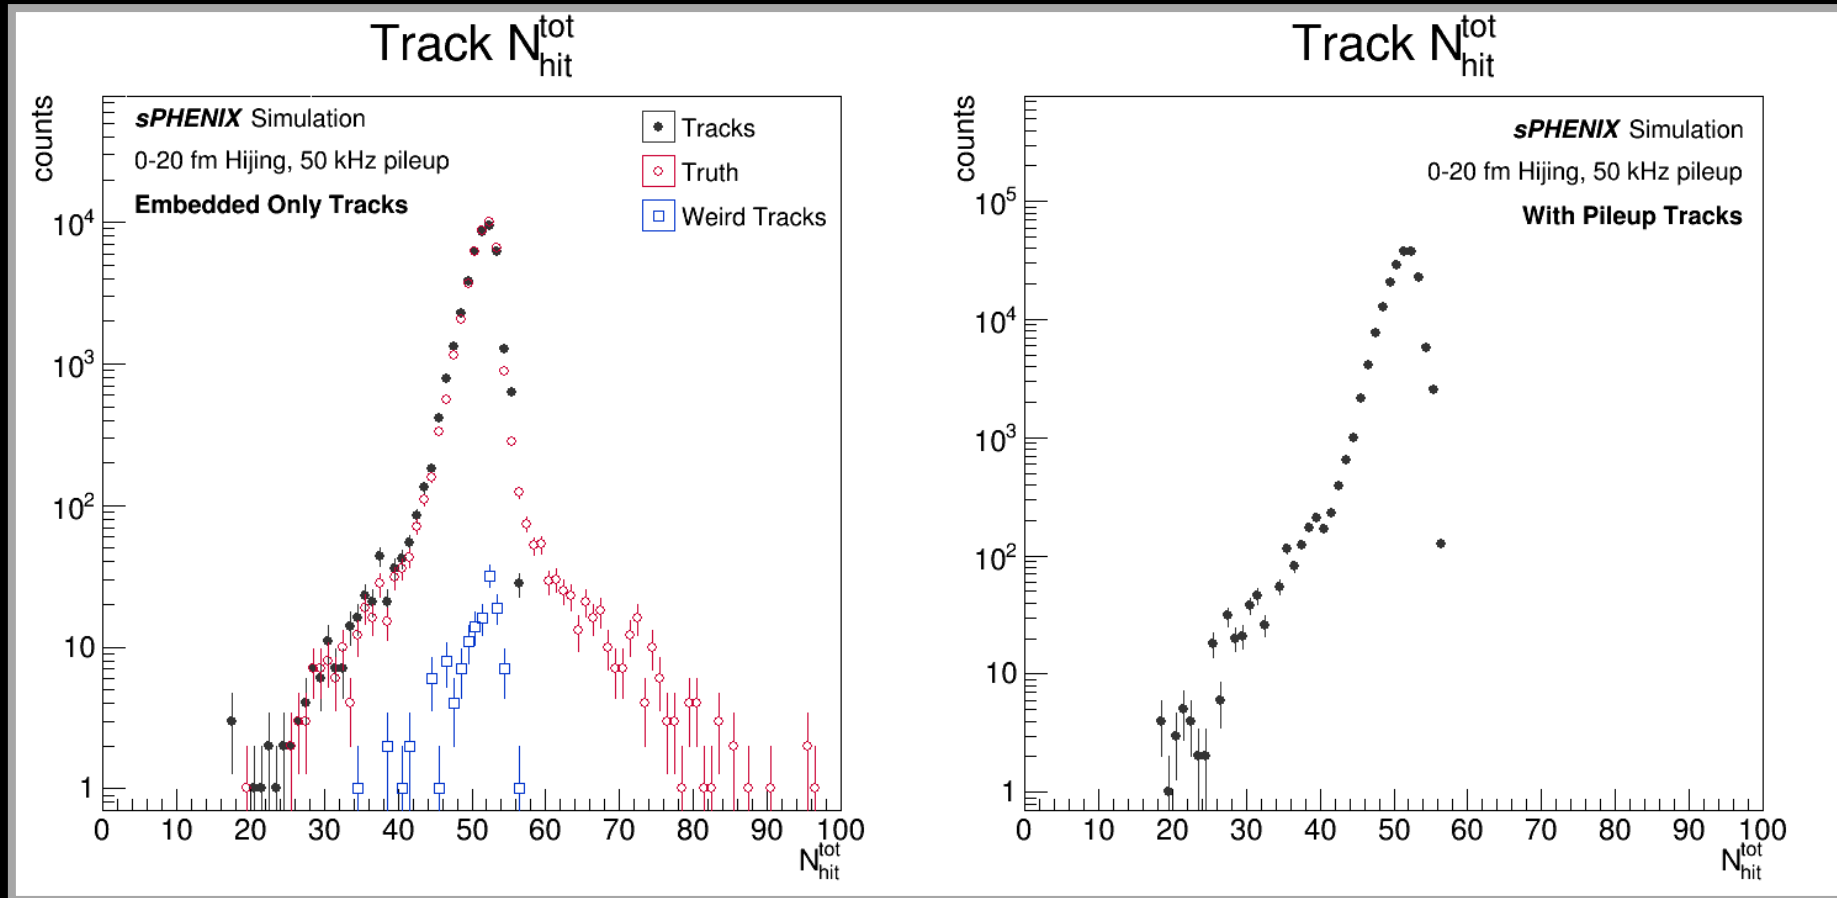 Track N^tot_hit
counts
sPHENIX Simulation
0-20 fm Hijing, 50 kHz pileup
Embedded Only Tracks
Tracks
Truth
Weird Tracks
10^4
10^3
10^2
10
1
0 10 20 30 40 50 60 70 80 90 100
N^tot_hit
Track N^tot_hit
counts
sPHENIX Simulation
0-20 fm Hijing, 50 kHz pileup
With Pileup Tracks
10^5
10^4
10^3
10^2
10
1
0 10 20 30 40 50 60 70 80 90 100
N^tot_hit